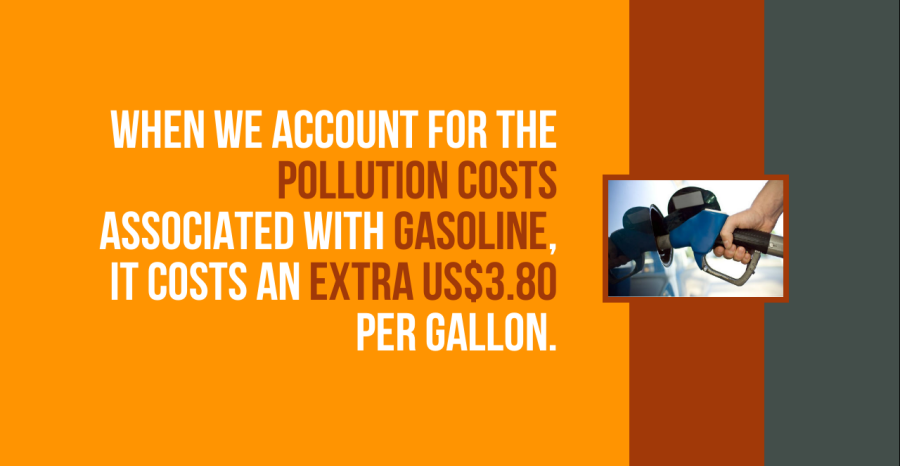 WHEN WE ACCOUNT FOR THE
POLLUTION COSTS
ASSOCIATED WITH GASOLINE,
IT COSTS AN EXTRA US$3.80
PER GALLON.